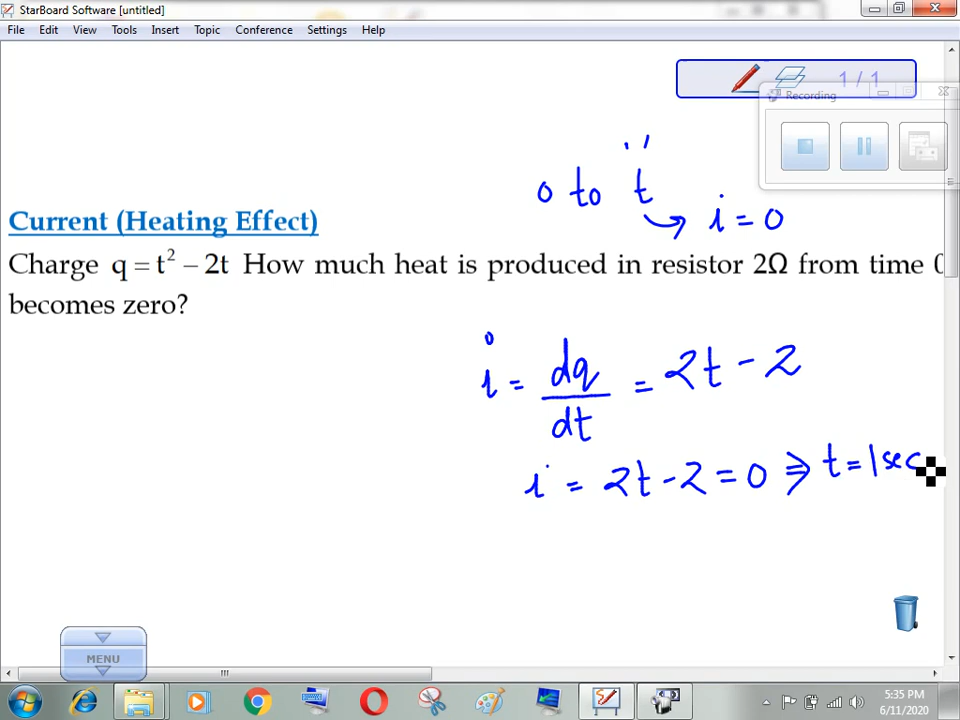 StarBoard Software [untitled]
File Edit View Tools Insert Topic Conference Settings Help
1 / 1
Recording
0 to t
i = 0
Current (Heating Effect)
Charge q = t² − 2t How much heat is produced in resistor 2Ω from time
becomes zero?
i = dq/dt = 2t − 2
i = 2t − 2 = 0 ⇒ t = 1 sec
MENU
5:35 PM
6/11/2020